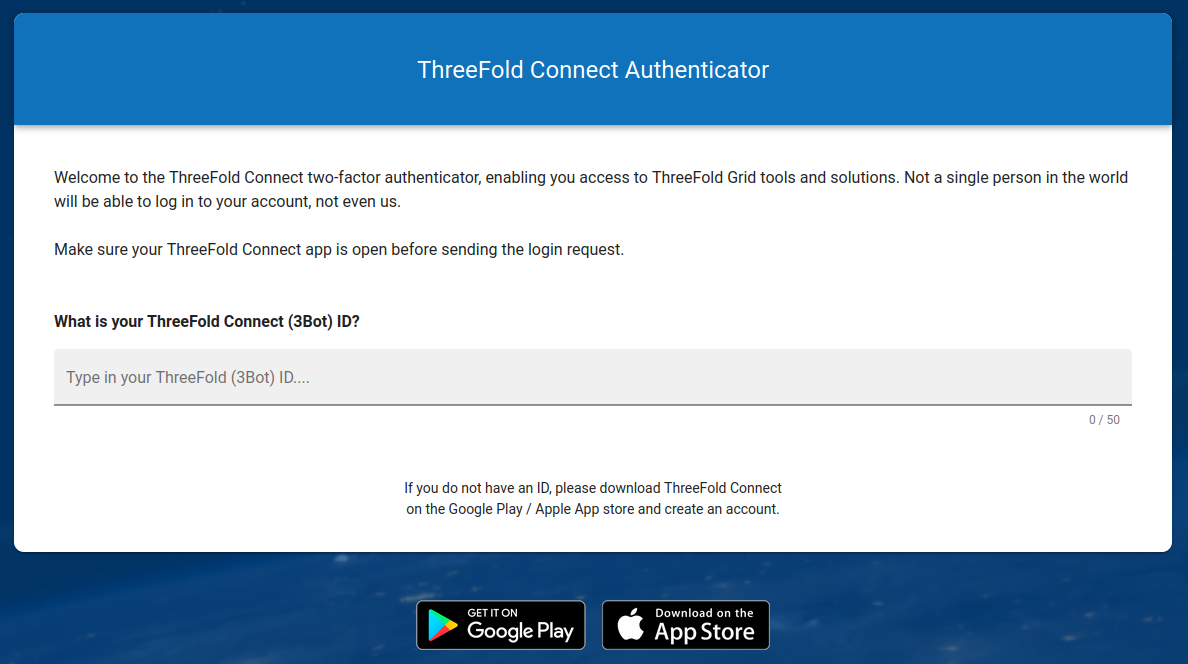 ThreeFold Connect Authenticator
Welcome to the ThreeFold Connect two-factor authenticator, enabling you access to ThreeFold Grid tools and solutions. Not a single person in the world
will be able to log in to your account, not even us.
Make sure your ThreeFold Connect app is open before sending the login request.
What is your ThreeFold Connect (3Bot) ID?
Type in your ThreeFold (3Bot) ID....
0 / 50
If you do not have an ID, please download ThreeFold Connect
on the Google Play / Apple App store and create an account.
GET IT ON
Google Play
Download on the
App Store